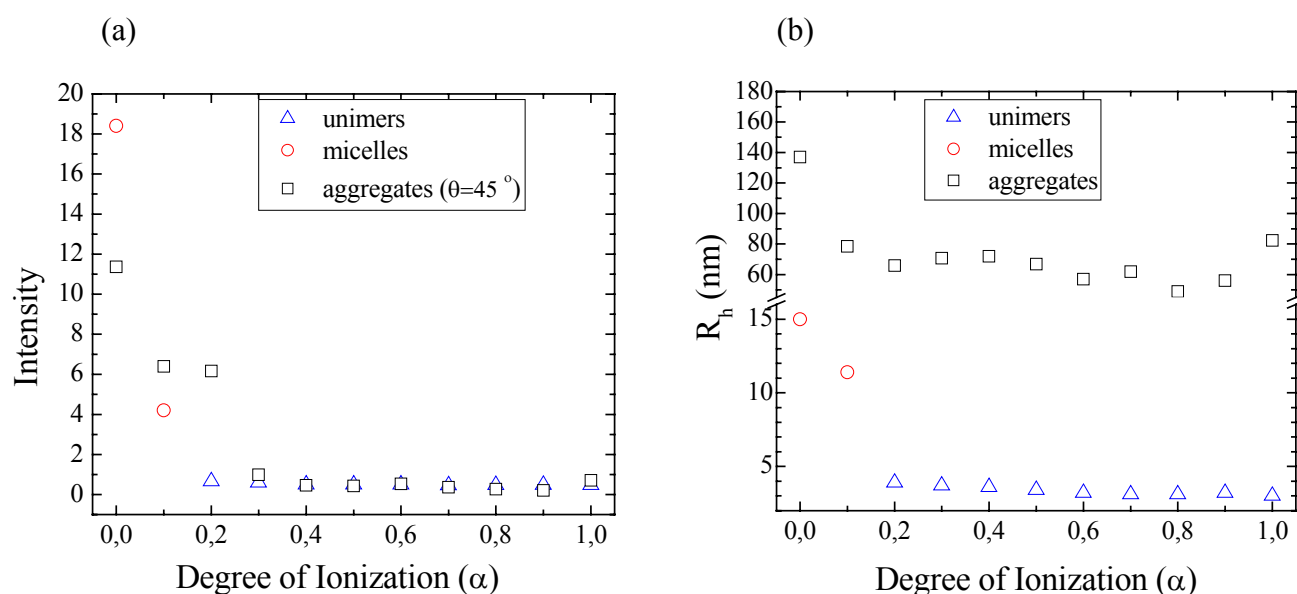 (a)
20
18
16
14
12
10
8
6
4
2
0
Intensity
unimers
micelles
aggregates (θ=45 °)
0,0 0,2 0,4 0,6 0,8 1,0
Degree of Ionization (α)
(b)
180
160
140
120
100
80
60
15
10
5
R_h (nm)
unimers
micelles
aggregates
0,0 0,2 0,4 0,6 0,8 1,0
Degree of Ionization (α)